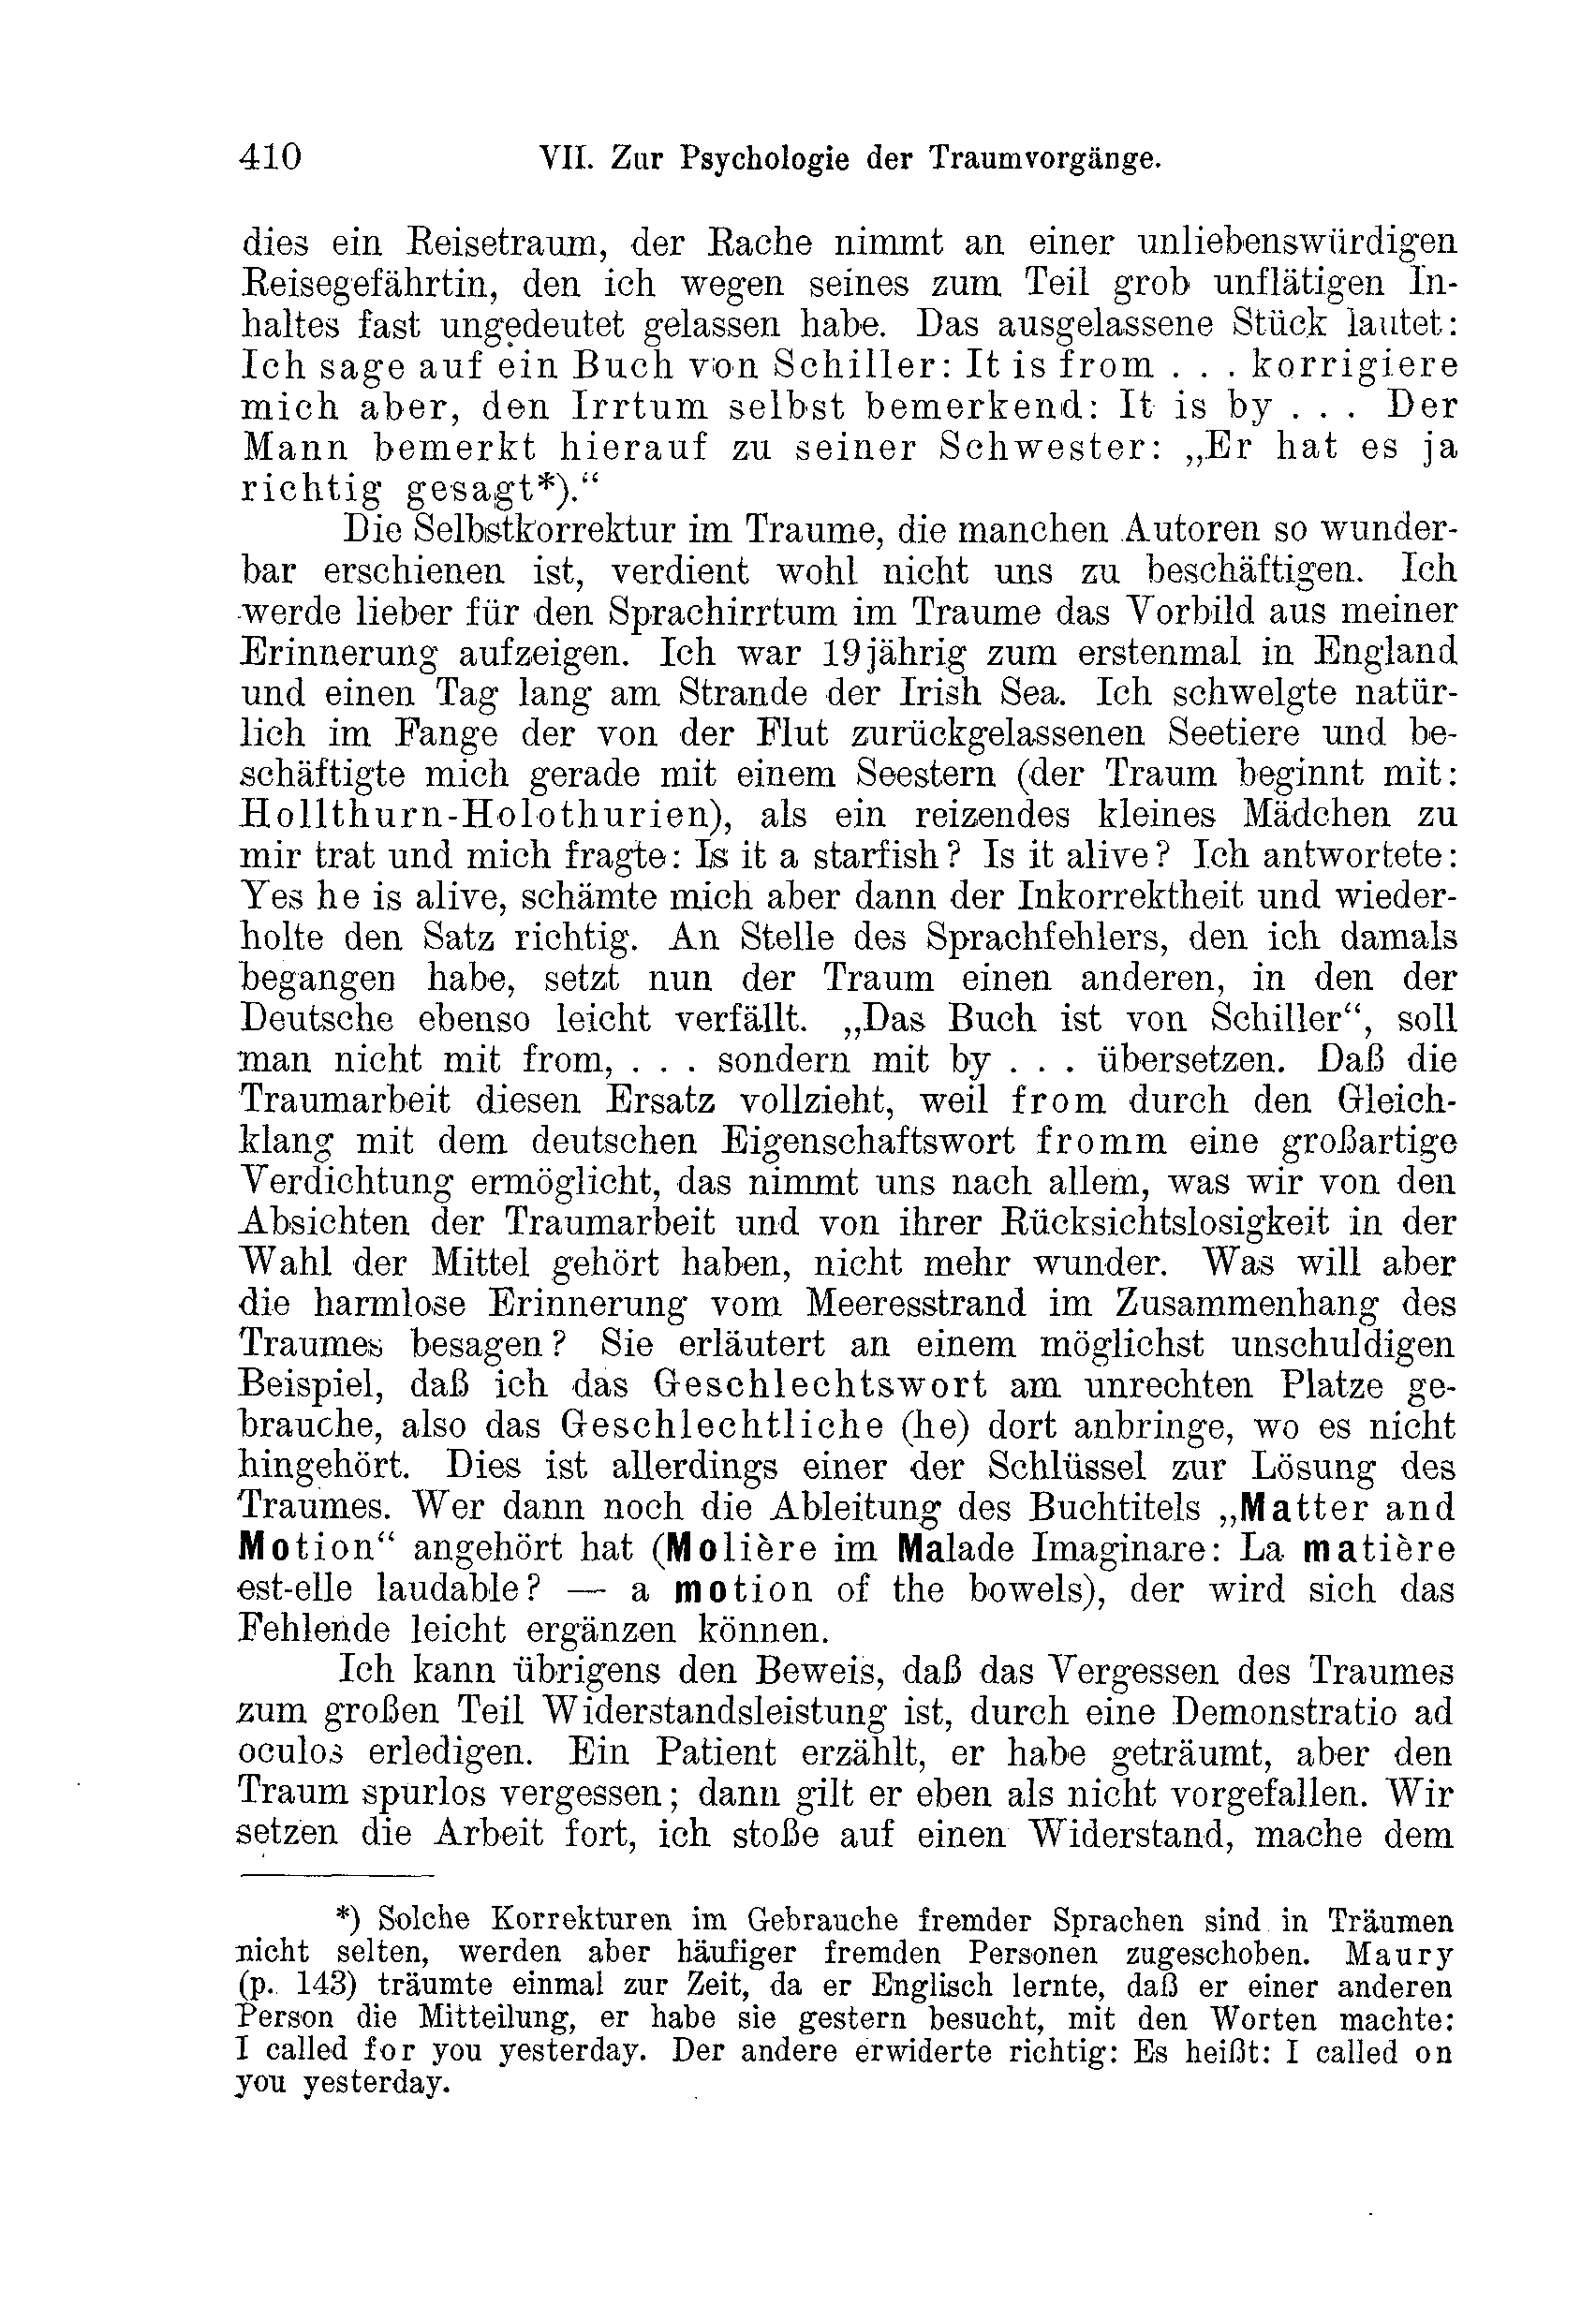 410 VII. Zur Psychologie der Traumvorgänge.
dies ein Reisetraum, der Rache nimmt an einer unliebenswürdigen
Reisegefährtin, den ich wegen seines zum Teil grob unflätigen In-
haltes fast ungedeutet gelassen habe. Das ausgelassene Stück lautet:
Ich sage auf ein Buch von Schiller: It is from . . . korrigiere
mich aber, den Irrtum selbst bemerkend: It is by . . . Der
Mann bemerkt hierauf zu seiner Schwester: „Er hat es ja
richtig gesagt*).“
Die Selbstkorrektur im Traume, die manchen Autoren so wunder-
bar erschienen ist, verdient wohl nicht uns zu beschäftigen. Ich
werde lieber für den Sprachirrtum im Traume das Vorbild aus meiner
Erinnerung aufzeigen. Ich war 19jährig zum erstenmal in England
und einen Tag lang am Strande der Irish Sea. Ich schwelgte natür-
lich im Fange der von der Flut zurückgelassenen Seetiere und be-
schäftigte mich gerade mit einem Seestern (der Traum beginnt mit:
Hollthurn-Holothurien), als ein reizendes kleines Mädchen zu
mir trat und mich fragte: Is it a starfish? Is it alive? Ich antwortete:
Yes he is alive, schämte mich aber dann der Inkorrektheit und wieder-
holte den Satz richtig. An Stelle des Sprachfehlers, den ich damals
begangen habe, setzt nun der Traum einen anderen, in den der
Deutsche ebenso leicht verfällt. „Das Buch ist von Schiller“, soll
man nicht mit from, . . . sondern mit by . . . übersetzen. Daß die
Traumarbeit diesen Ersatz vollzieht, weil from durch den Gleich-
klang mit dem deutschen Eigenschaftswort fromm eine großartige
Verdichtung ermöglicht, das nimmt uns nach allem, was wir von den
Absichten der Traumarbeit und von ihrer Rücksichtslosigkeit in der
Wahl der Mittel gehört haben, nicht mehr wunder. Was will aber
die harmlose Erinnerung vom Meeresstrand im Zusammenhang des
Traumes besagen? Sie erläutert an einem möglichst unschuldigen
Beispiel, daß ich das Geschlechtswort am unrechten Platze ge-
brauche, also das Geschlechtliche (he) dort anbringe, wo es nicht
hingehört. Dies ist allerdings einer der Schlüssel zur Lösung des
Traumes. Wer dann noch die Ableitung des Buchtitels „Matter and
Motion“ angehört hat (Molière im Malade Imaginare: La matière
est-elle laudable? — a motion of the bowels), der wird sich das
Fehlende leicht ergänzen können.
Ich kann übrigens den Beweis, daß das Vergessen des Traumes
zum großen Teil Widerstandsleistung ist, durch eine Demonstratio ad
oculos erledigen. Ein Patient erzählt, er habe geträumt, aber den
Traum spurlos vergessen; dann gilt er eben als nicht vorgefallen. Wir
setzen die Arbeit fort, ich stoße auf einen Widerstand, mache dem
*) Solche Korrekturen im Gebrauche fremder Sprachen sind in Träumen
nicht selten, werden aber häufiger fremden Personen zugeschoben. Maury
(p. 143) träumte einmal zur Zeit, da er Englisch lernte, daß er einer anderen
Person die Mitteilung, er habe sie gestern besucht, mit den Worten machte:
I called for you yesterday. Der andere erwiderte richtig: Es heißt: I called on
you yesterday.